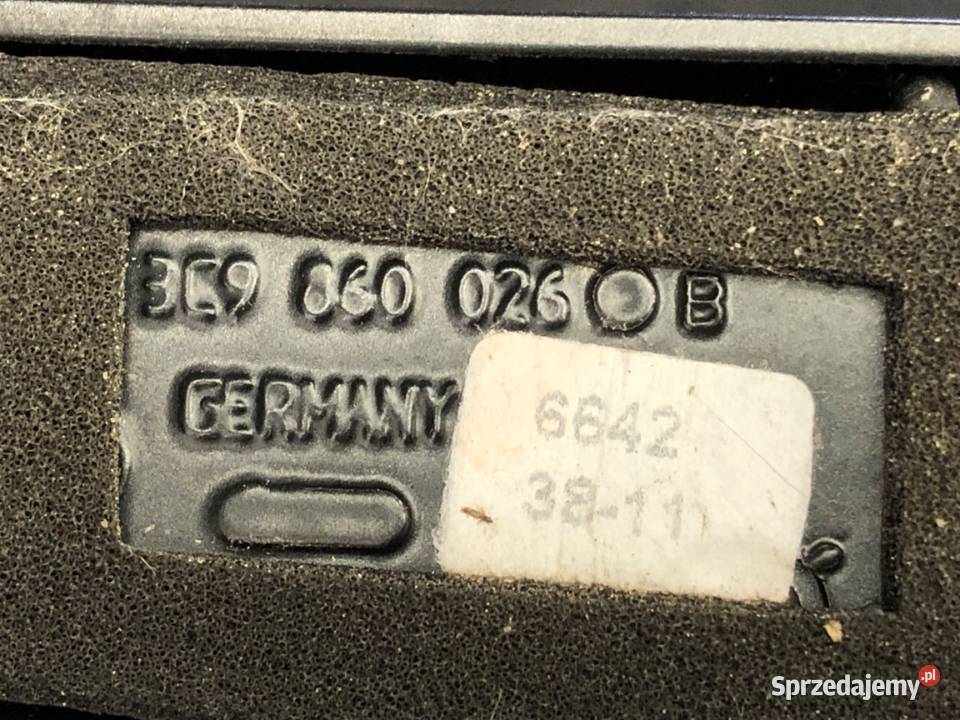 3C9 860 026 B
GERMANY
6642
38-11
Sprzedajemy.pl